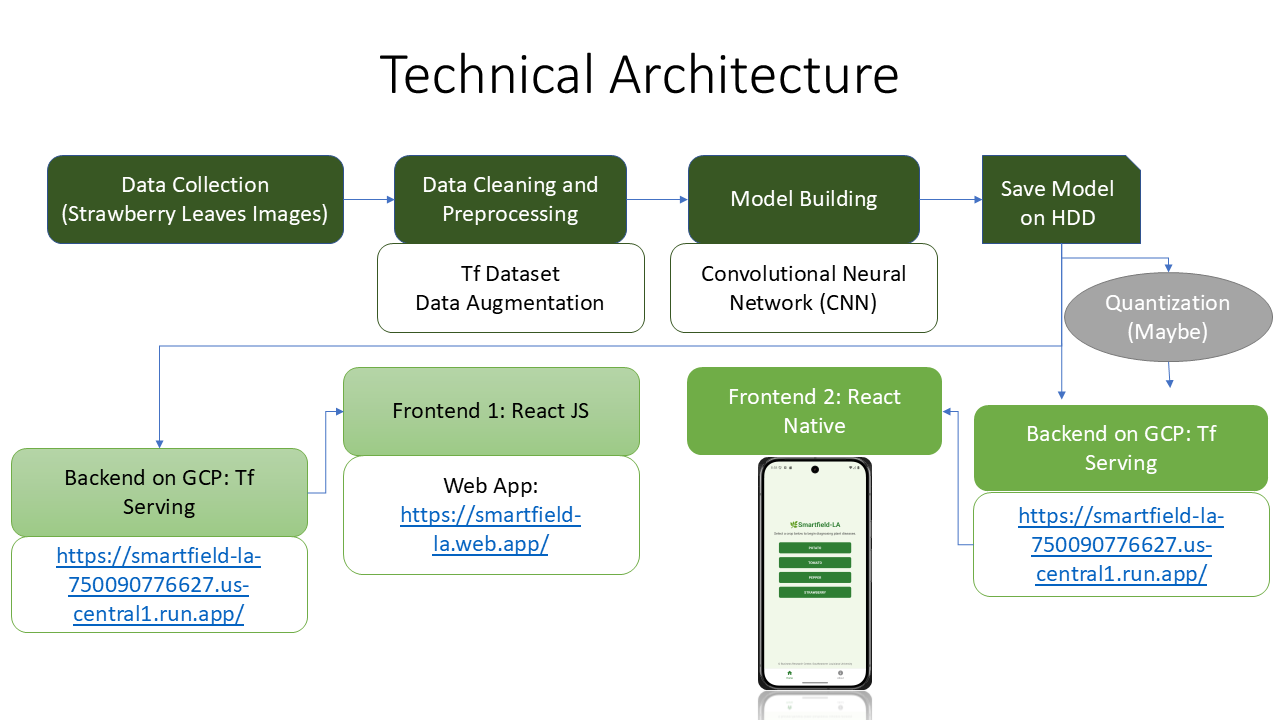 Technical Architecture
Data Collection
(Strawberry Leaves Images)
Data Cleaning and
Preprocessing
Model Building
Save Model
on HDD
Tf Dataset
Data Augmentation
Convolutional Neural
Network (CNN)
Quantization
(Maybe)
Frontend 1: React JS
Web App:
https://smartfield-
la.web.app/
Frontend 2: React
Native
Backend on GCP: Tf
Serving
https://smartfield-la-
750090776627.us-
central1.run.app/
Backend on GCP: Tf
Serving
https://smartfield-la-
750090776627.us-
central1.run.app/
Smartfield-LA
Select a crop below to begin diagnosing plant diseases
POTATO
TOMATO
PEPPER
STRAWBERRY